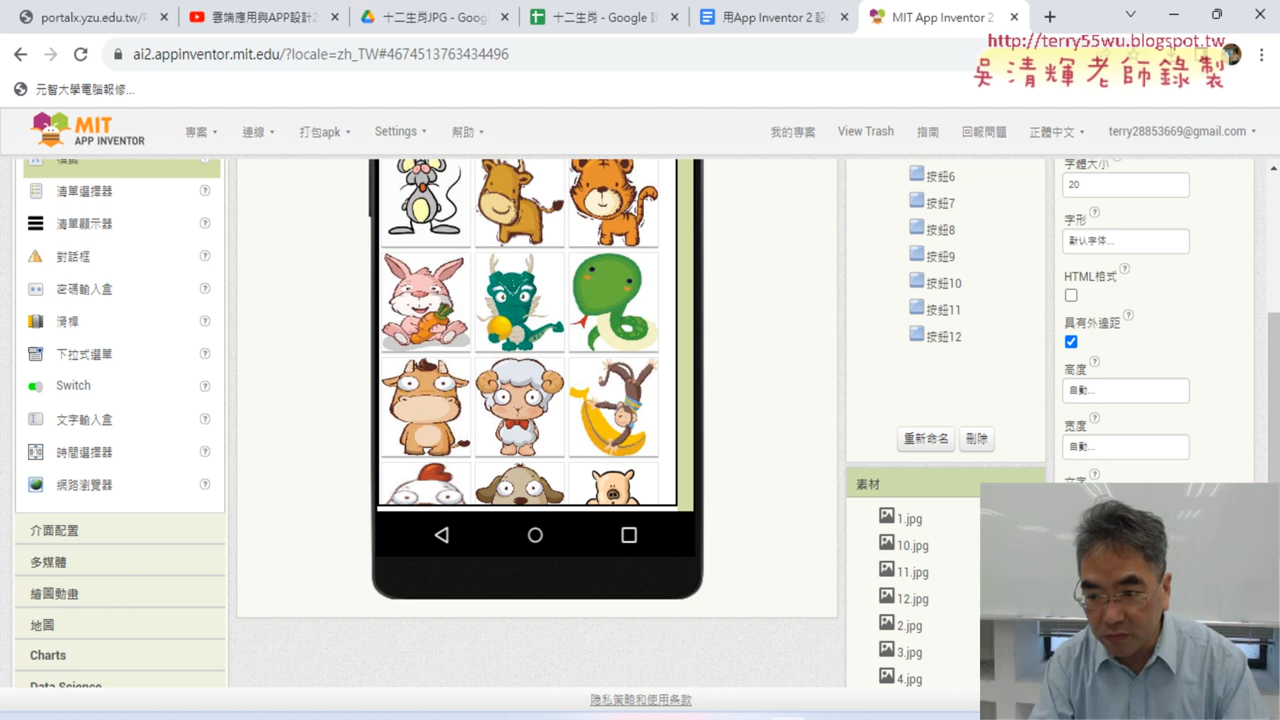 portalx.yzu.edu.tw/P
雲端應用與APP設計2
十二生肖JPG - Goog
十二生肖 - Google
用App Inventor 2 設
MIT App Inventor 2
http://terry55wu.blogspot.tw
ai2.appinventor.mit.edu/?locale=zh_TW#4674513763434496
吳清輝老師錄製
元智大學電腦報修...
MIT
APP INVENTOR
專案
連線
打包apk
Settings
幫助
我的專案
View Trash
指南
回報問題
正體中文
terry28853669@gmail.com
標籤
清單選擇器
清單顯示器
對話框
密碼輸入盒
滑桿
下拉式選單
Switch
文字輸入盒
時間選擇器
網路瀏覽器
介面配置
多媒體
繪圖動畫
地圖
Charts
Data Science
按鈕6
按鈕7
按鈕8
按鈕9
按鈕10
按鈕11
按鈕12
重新命名
刪除
素材
1.jpg
10.jpg
11.jpg
12.jpg
2.jpg
3.jpg
4.jpg
字體大小
20
字形
默认字体...
HTML格式
具有外邊距
高度
自動...
宽度
自動...
文字
隐私策略和使用条款